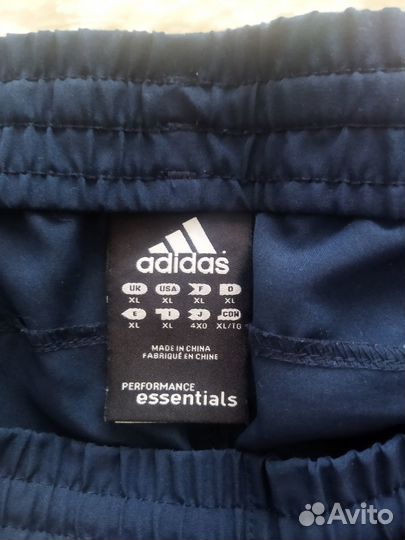 adidas
UK USA F D
XL XL XL XL
E I J CDN
XL XL 4XO XL/TG
MADE IN CHINA
FABRIQUÉ EN CHINE
PERFORMANCE
essentials
Avito